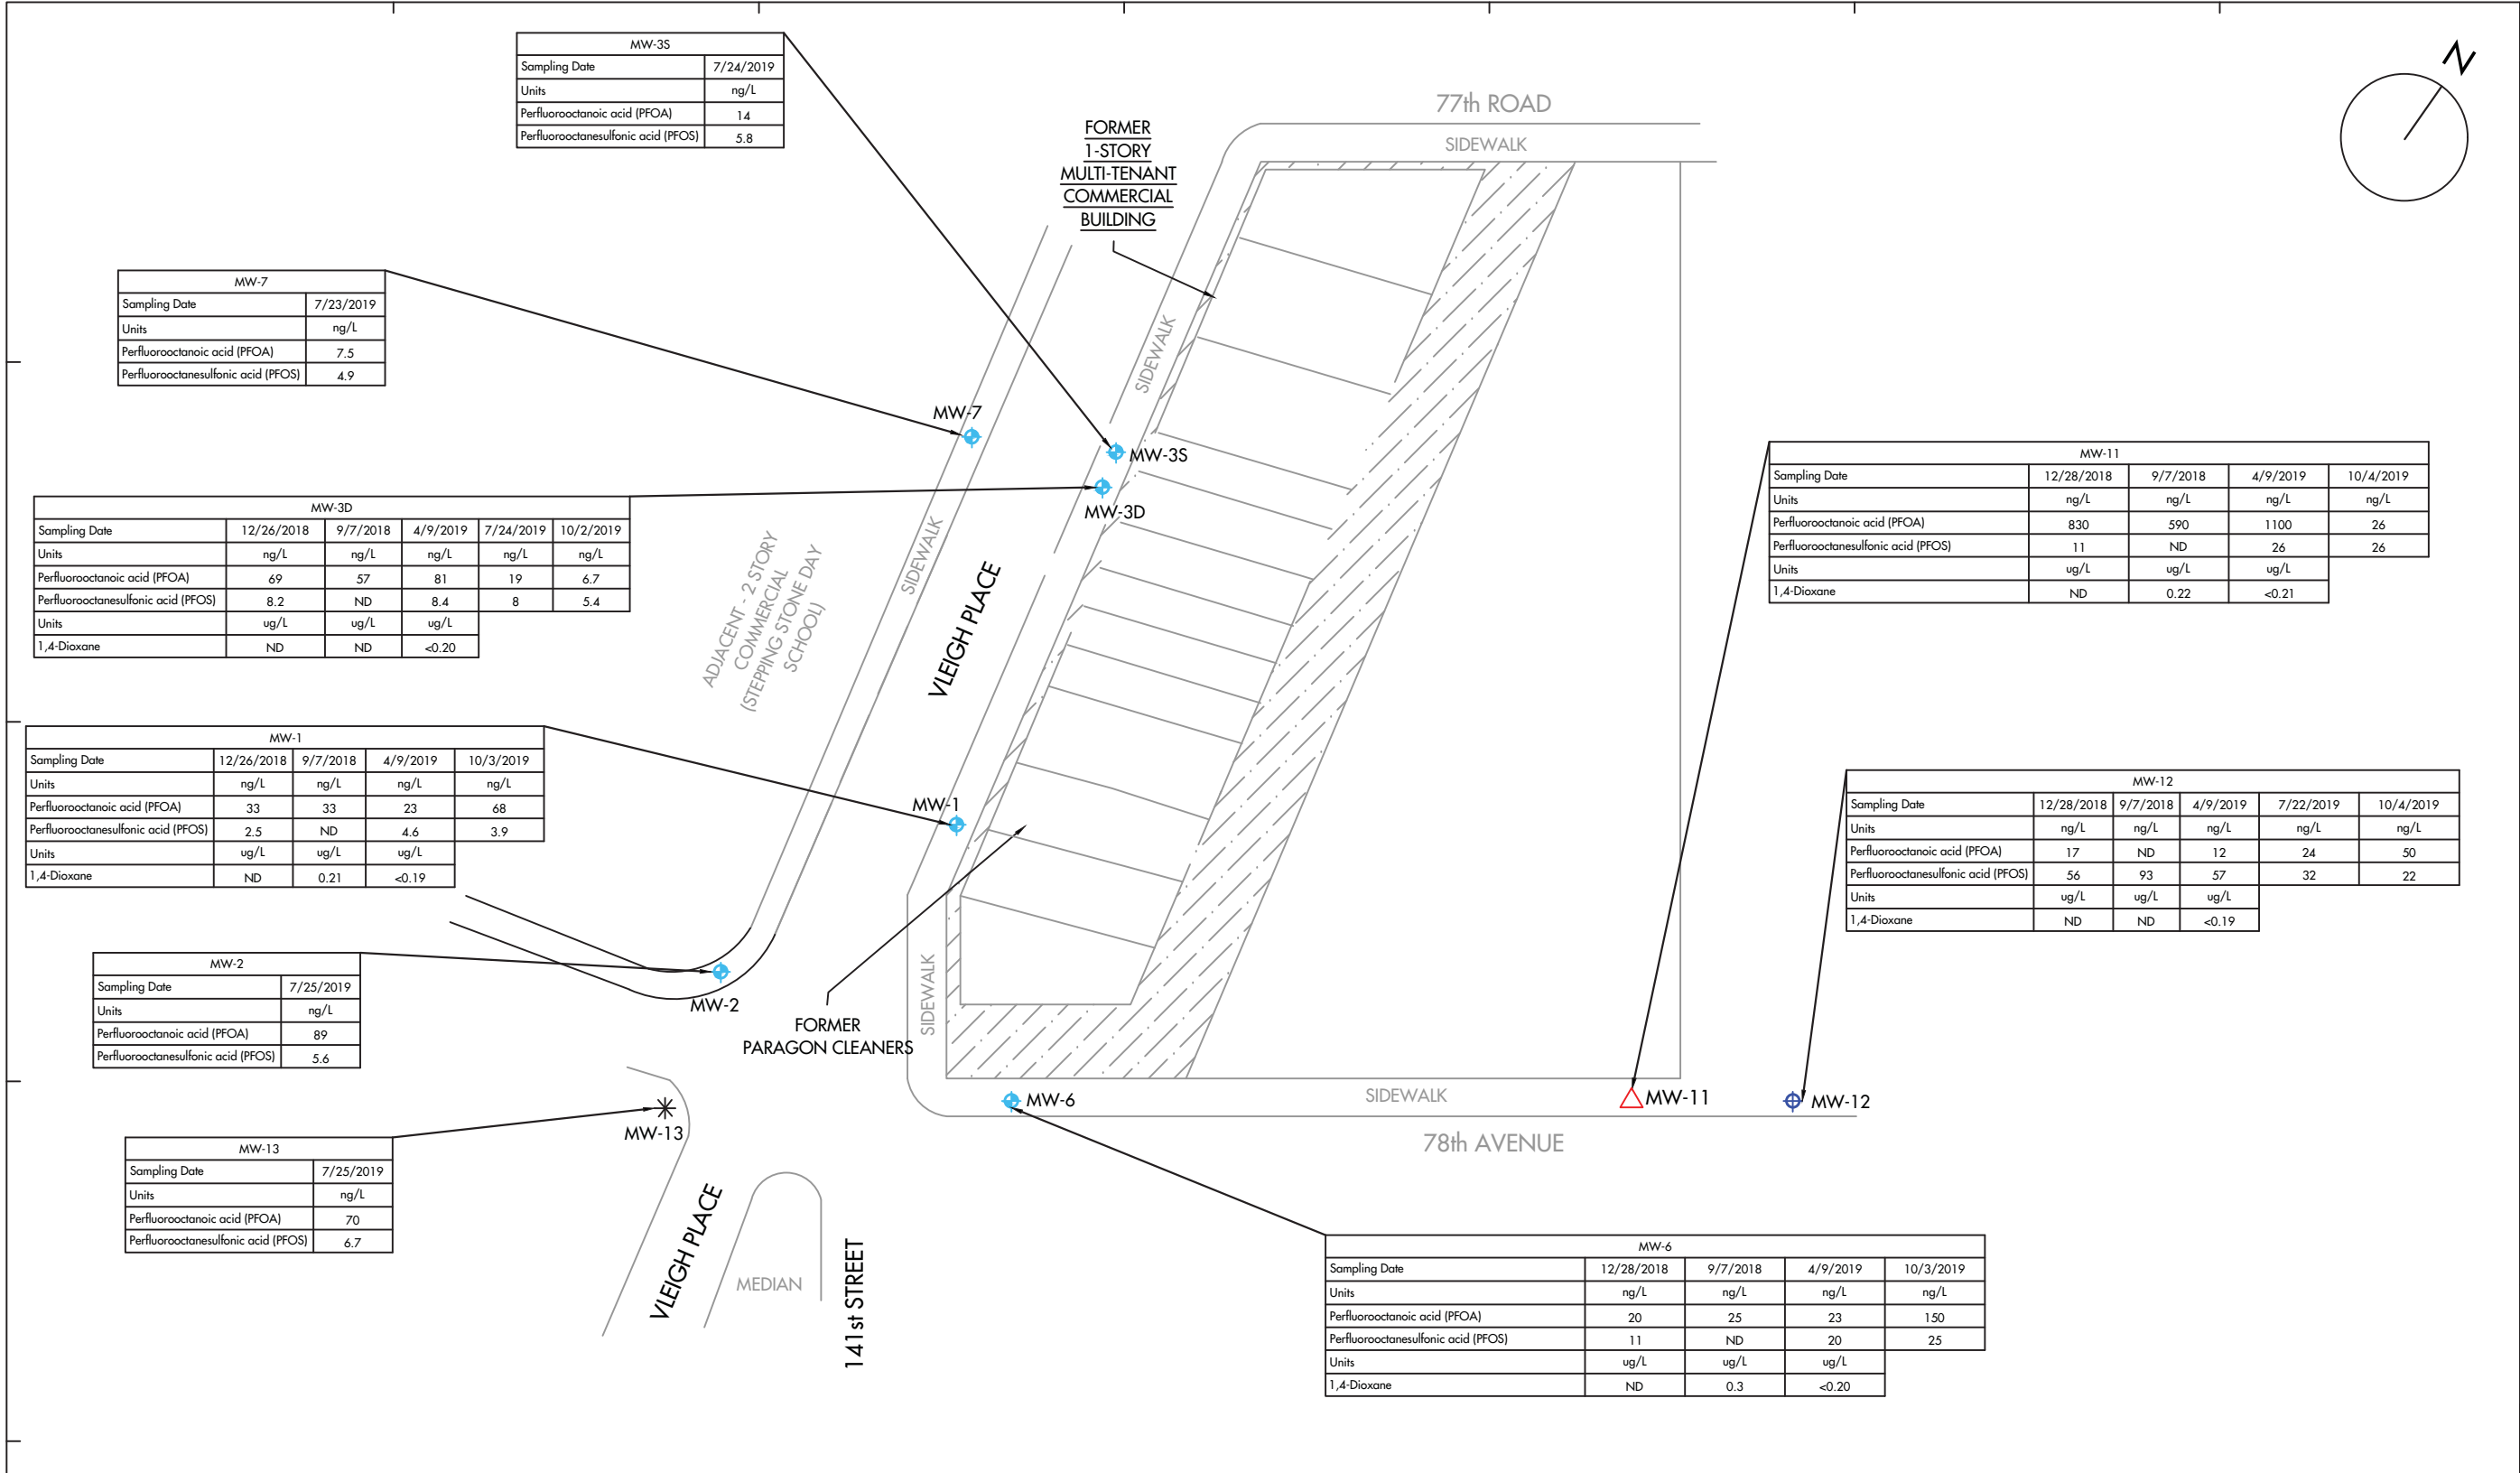 MW-3S
Sampling Date 7/24/2019
Units ng/L
Perfluorooctanoic acid (PFOA) 14
Perfluorooctanesulfonic acid (PFOS) 5.8
N
77th ROAD
SIDEWALK
FORMER
1-STORY
MULTI-TENANT
COMMERCIAL
BUILDING
MW-7
Sampling Date 7/23/2019
Units ng/L
Perfluorooctanoic acid (PFOA) 7.5
Perfluorooctanesulfonic acid (PFOS) 4.9
SIDEWALK
MW-7
MW-3S
MW-3D
MW-3D
Sampling Date 12/26/2018 9/7/2018 4/9/2019 7/24/2019 10/2/2019
Units ng/L ng/L ng/L ng/L ng/L
Perfluorooctanoic acid (PFOA) 69 57 81 19 6.7
Perfluorooctanesulfonic acid (PFOS) 8.2 ND 8.4 8 5.4
Units ug/L ug/L ug/L
1,4-Dioxane ND ND <0.20
ADJACENT - 2 STORY
COMMERCIAL
(STEPPING STONE DAY
SCHOOL)
SIDEWALK
VLEIGH PLACE
MW-11
Sampling Date 12/28/2018 9/7/2018 4/9/2019 10/4/2019
Units ng/L ng/L ng/L ng/L
Perfluorooctanoic acid (PFOA) 830 590 1100 26
Perfluorooctanesulfonic acid (PFOS) 11 ND 26 26
Units ug/L ug/L ug/L
1,4-Dioxane ND 0.22 <0.21
MW-1
Sampling Date 12/26/2018 9/7/2018 4/9/2019 10/3/2019
Units ng/L ng/L ng/L ng/L
Perfluorooctanoic acid (PFOA) 33 33 23 68
Perfluorooctanesulfonic acid (PFOS) 2.5 ND 4.6 3.9
Units ug/L ug/L ug/L
1,4-Dioxane ND 0.21 <0.19
MW-1
MW-12
Sampling Date 12/28/2018 9/7/2018 4/9/2019 7/22/2019 10/4/2019
Units ng/L ng/L ng/L ng/L ng/L
Perfluorooctanoic acid (PFOA) 17 ND 12 24 50
Perfluorooctanesulfonic acid (PFOS) 56 93 57 32 22
Units ug/L ug/L ug/L
1,4-Dioxane ND ND <0.19
MW-2
Sampling Date 7/25/2019
Units ng/L
Perfluorooctanoic acid (PFOA) 89
Perfluorooctanesulfonic acid (PFOS) 5.6
MW-2
SIDEWALK
FORMER
PARAGON CLEANERS
MW-6
SIDEWALK
MW-11
MW-12
78th AVENUE
MW-13
MW-13
Sampling Date 7/25/2019
Units ng/L
Perfluorooctanoic acid (PFOA) 70
Perfluorooctanesulfonic acid (PFOS) 6.7
VLEIGH PLACE
MEDIAN
141st STREET
MW-6
Sampling Date 12/28/2018 9/7/2018 4/9/2019 10/3/2019
Units ng/L ng/L ng/L ng/L
Perfluorooctanoic acid (PFOA) 20 25 23 150
Perfluorooctanesulfonic acid (PFOS) 11 ND 20 25
Units ug/L ug/L ug/L
1,4-Dioxane ND 0.3 <0.20